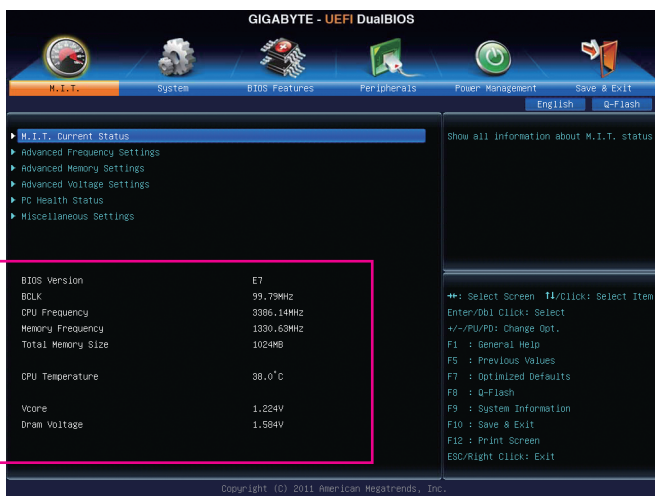 GIGABYTE - UEFI DualBIOS
M.I.T.
System
BIOS Features
Peripherals
Power Management
Save & Exit
English
Q-Flash
M.I.T. Current Status
Advanced Frequency Settings
Advanced Memory Settings
Advanced Voltage Settings
PC Health Status
Miscellaneous Settings
Show all information about M.I.T. status
BIOS Version E7
BCLK 99.79MHz
CPU Frequency 3386.14MHz
Memory Frequency 1330.63MHz
Total Memory Size 1024MB
CPU Temperature 38.0°C
Vcore 1.224V
Dram Voltage 1.584V
→←: Select Screen ↑↓/Click: Select Item
Enter/Dbl Click: Select
+/-/PU/PD: Change Opt.
F1 : General Help
F5 : Previous Values
F7 : Optimized Defaults
F8 : Q-Flash
F9 : System Information
F10 : Save & Exit
F12 : Print Screen
ESC/Right Click: Exit
Copyright (C) 2011 American Megatrends, Inc.